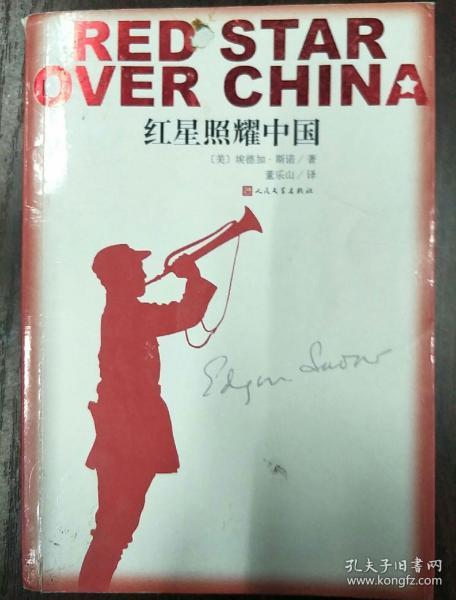 RED STAR
OVER CHINA
红星照耀中国
〔美〕埃德加·斯诺/著
董乐山/译
人民文学出版社
Edgar Snow
孔夫子旧书网
www.kongfz.com